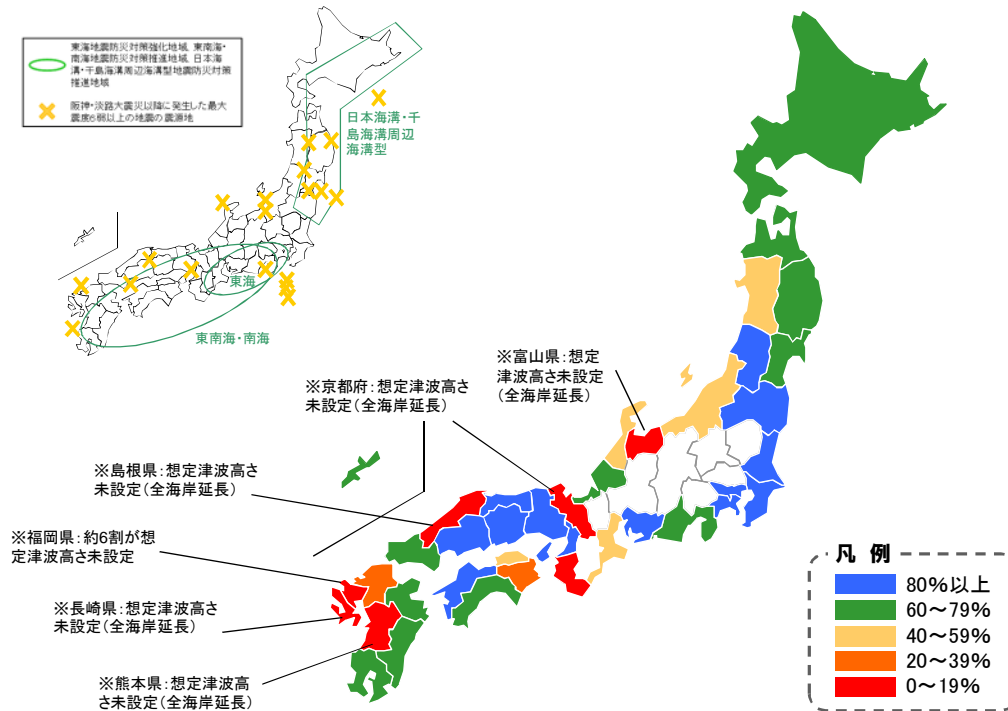 東海地震防災対策強化地域、東南海・
南海地震防災対策推進地域、日本海
溝・千島海溝周辺海溝型地震防災対策
推進地域
阪神・淡路大震災以降に発生した最大
震度6弱以上の地震の震源地
日本海溝・千
島海溝周辺
海溝型
東海
東南海・南海
※富山県：想定
津波高さ未設定
（全海岸延長）
※京都府：想定津波高さ
未設定（全海岸延長）
※島根県：想定津波高さ
未設定（全海岸延長）
※福岡県：約6割が想
定津波高さ未設定
※長崎県：想定津波高さ
未設定（全海岸延長）
※熊本県：想定津波高
さ未設定（全海岸延長）
凡 例
80％以上
60～79％
40～59％
20～39％
0～19％